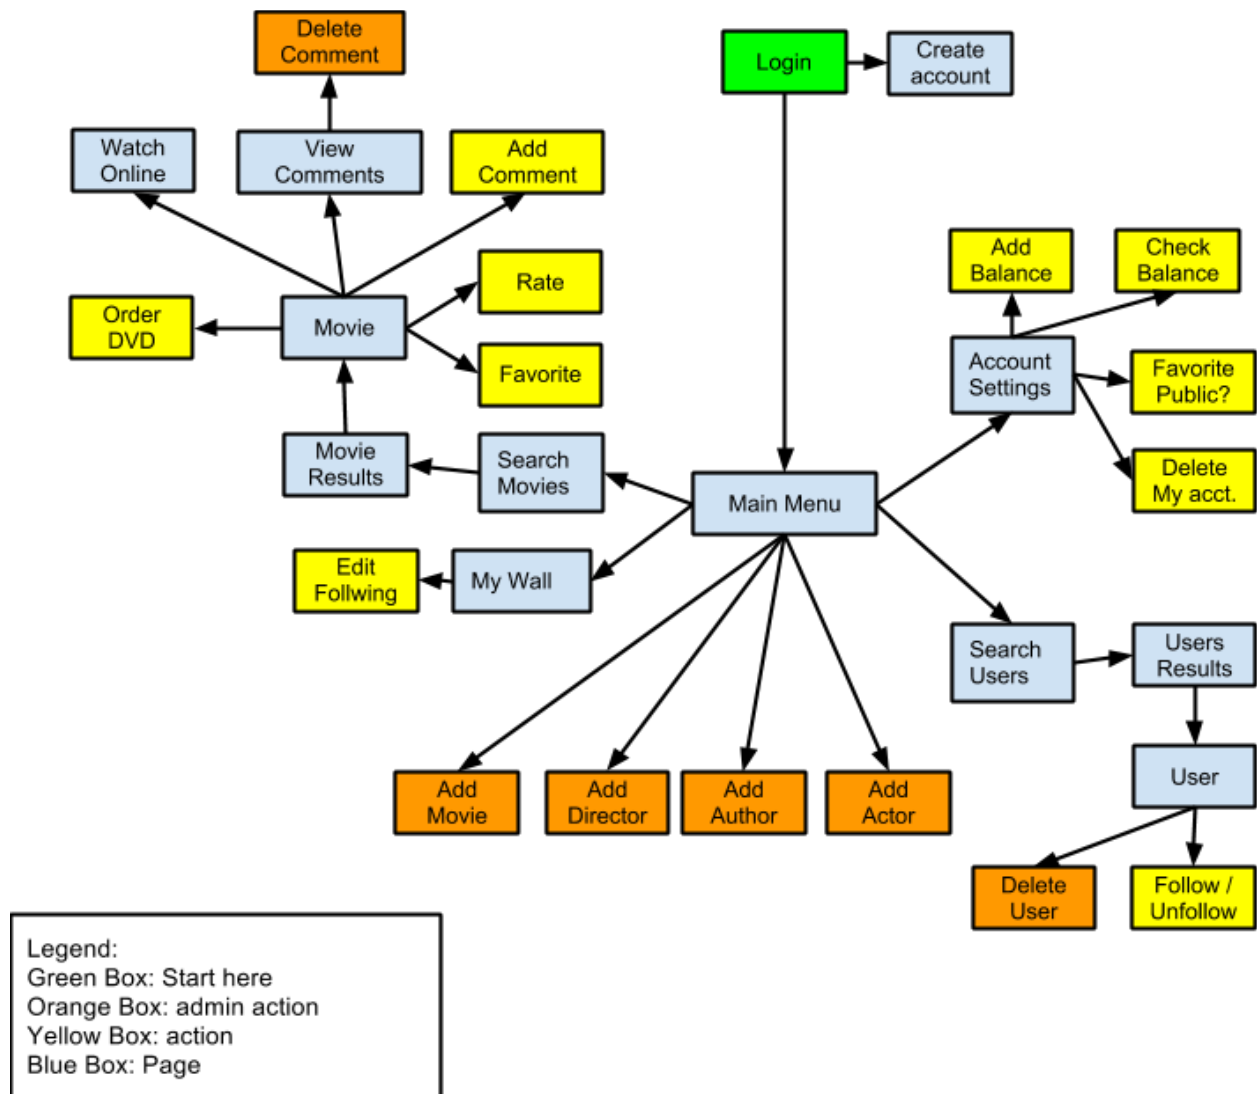 Delete
Comment
Login
Create
account
Watch
Online
View
Comments
Add
Comment
Add
Balance
Check
Balance
Rate
Order
DVD
Movie
Favorite
Account
Settings
Favorite
Public?
Movie
Results
Search
Movies
Main Menu
Delete
My acct.
Edit
Follwing
My Wall
Search
Users
Users
Results
User
Add
Movie
Add
Director
Add
Author
Add
Actor
Delete
User
Follow /
Unfollow
Legend:
Green Box: Start here
Orange Box: admin action
Yellow Box: action
Blue Box: Page